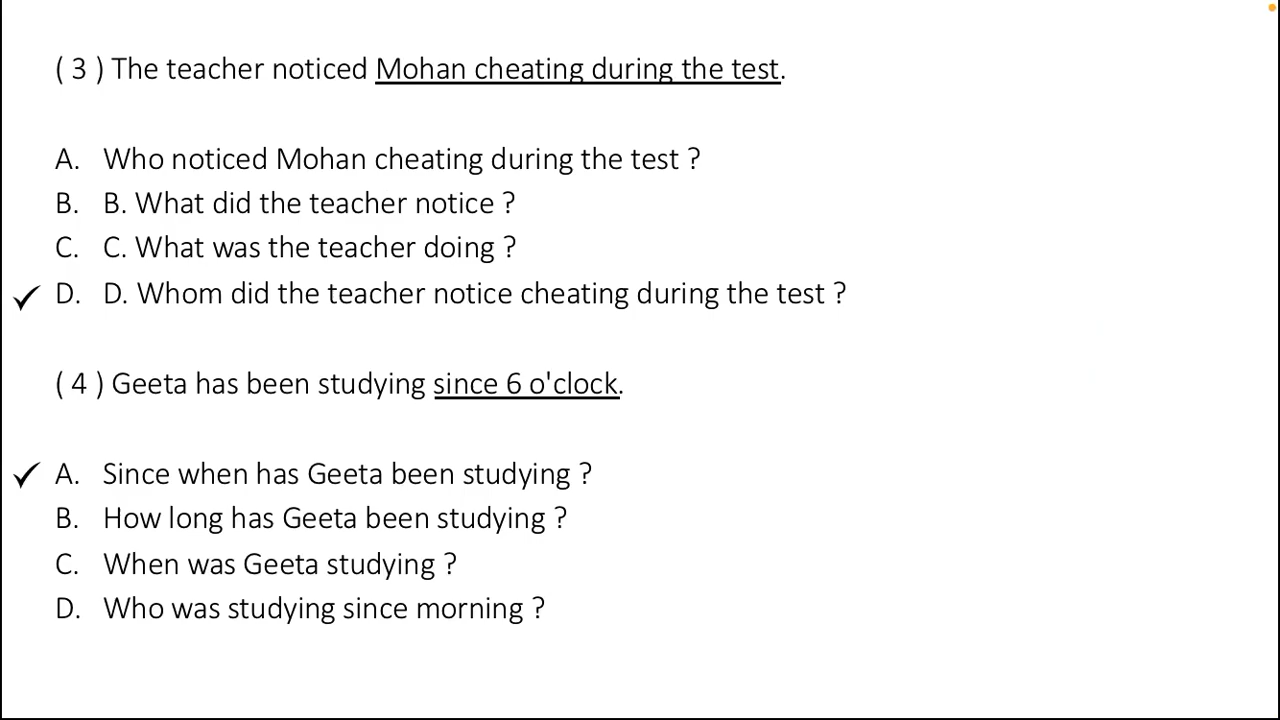 ( 3 ) The teacher noticed Mohan cheating during the test.
A. Who noticed Mohan cheating during the test ?
B. B. What did the teacher notice ?
C. C. What was the teacher doing ?
✓ D. D. Whom did the teacher notice cheating during the test ?
( 4 ) Geeta has been studying since 6 o'clock.
✓ A. Since when has Geeta been studying ?
B. How long has Geeta been studying ?
C. When was Geeta studying ?
D. Who was studying since morning ?